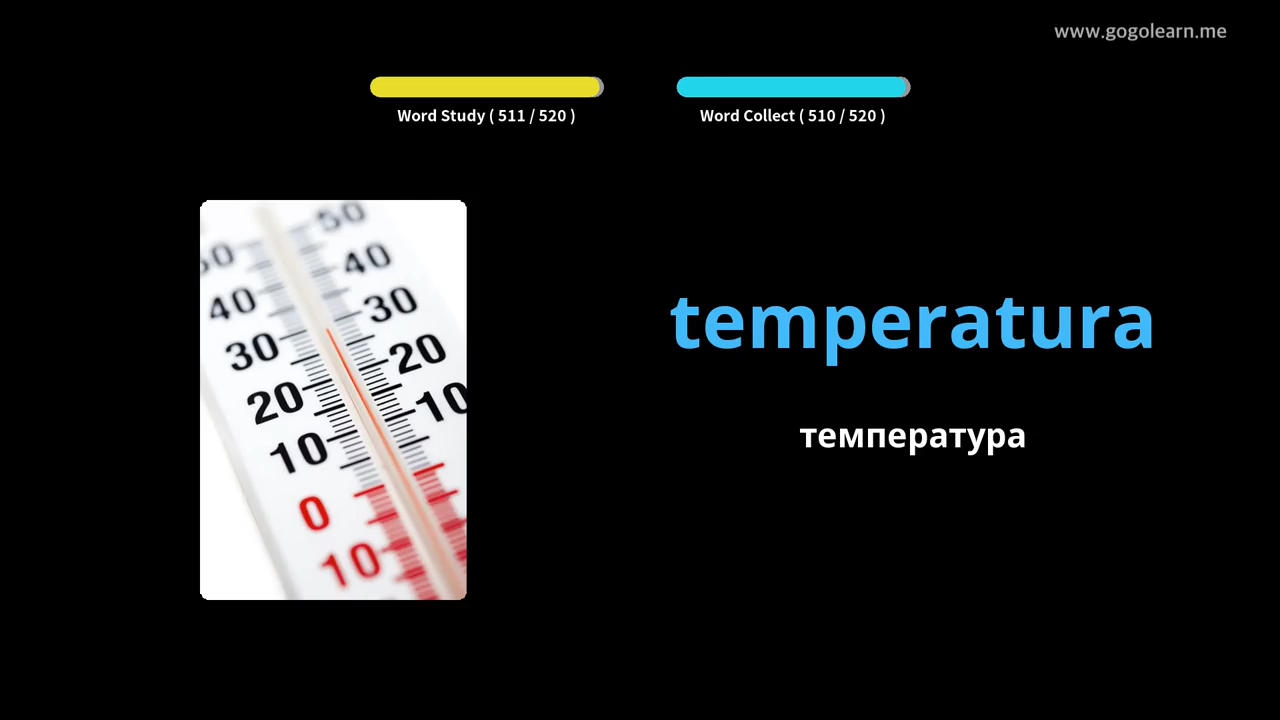 www.gogolearn.me
Word Study ( 511 / 520 )
Word Collect ( 510 / 520 )
50
40
40
30
30
20
20
10
10
0
10
temperatura
температура